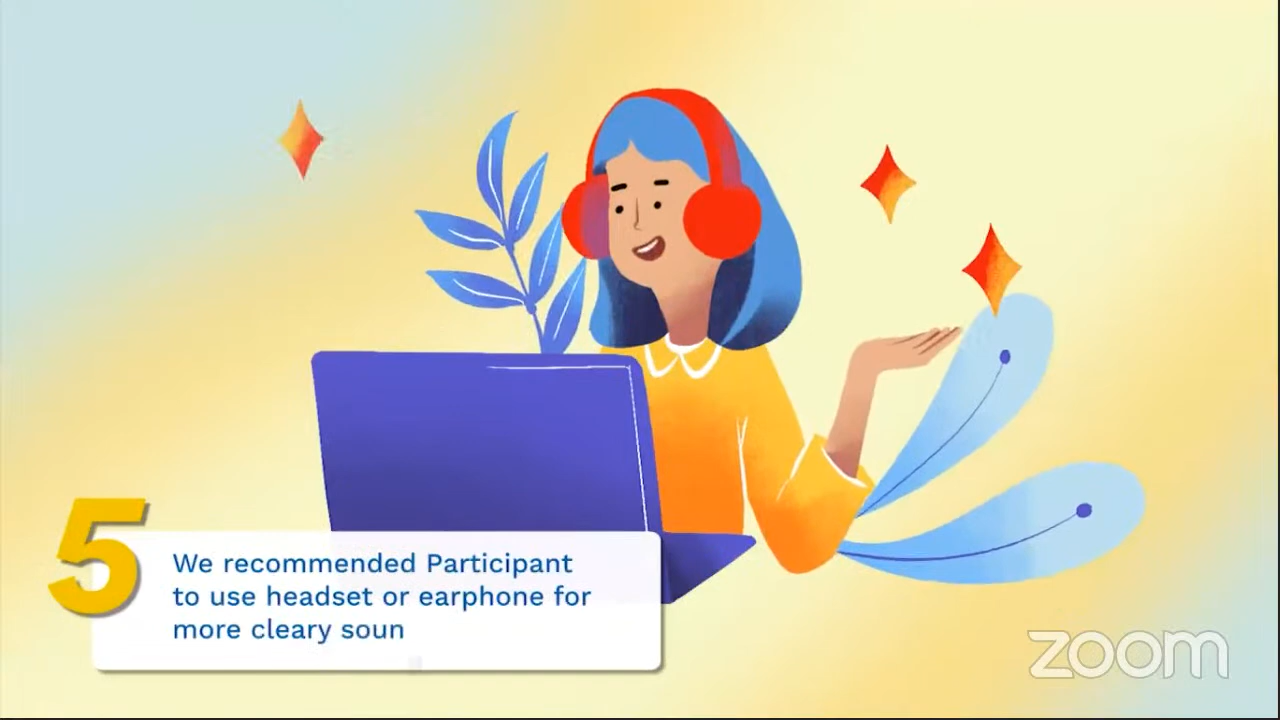 5
We recommended Participant
to use headset or earphone for
more cleary soun
zoom